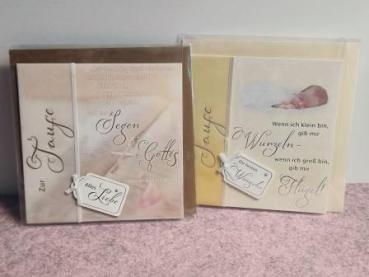 Zur Taufe
Segen
Gottes
Alles Liebe
Taufe
Wenn ich klein bin,
gib mir
Wurzeln-
wenn ich groß bin,
gib mir
Flügel!
Wurzeln